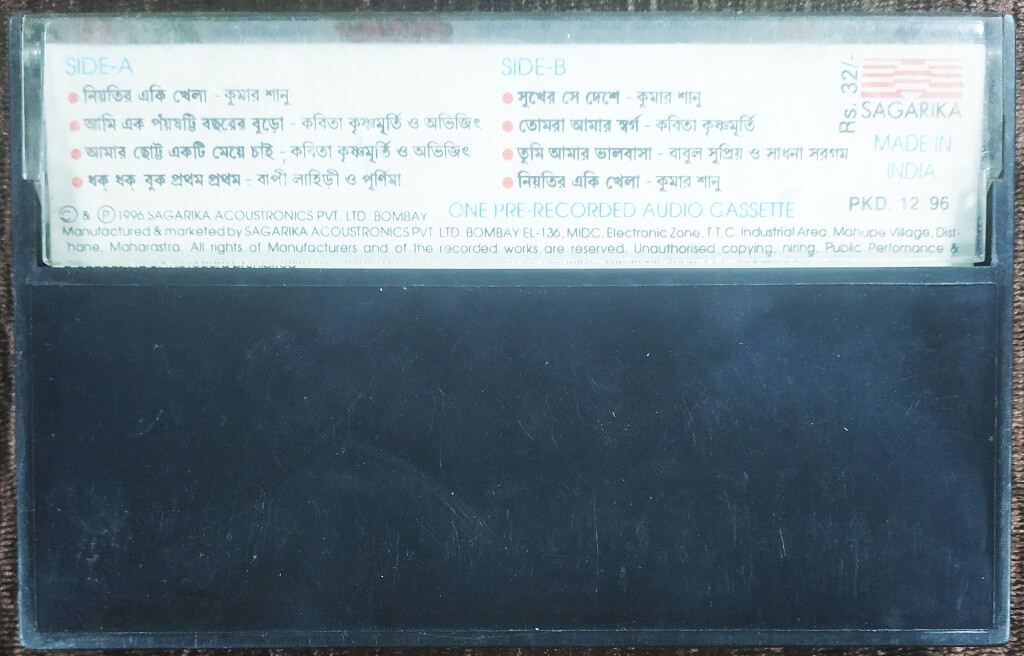 SIDE-A
• নিয়তির একি খেলা - কুমার শানু
• আমি এক পঁয়ষট্টি বছরের বুড়ো - কবিতা কৃষ্ণমূর্তি ও অভিজিৎ
• আমার ছোট্ট একটি মেয়ে চাই - কবিতা কৃষ্ণমূর্তি ও অভিজিৎ
• ধক্ ধক্ বুক প্রথম প্রথম - বাপী লাহিড়ী ও পূর্ণিমা
SIDE-B
• সুখের সে দেশে - কুমার শানু
• তোমরা আমার স্বর্গ - কবিতা কৃষ্ণমূর্তি
• তুমি আমার ভালবাসা - বাবুল সুপ্রিয় ও সাধনা সরগম
• নিয়তির একি খেলা - কুমার শানু
Rs. 32/-
SAGARIKA
MADE IN
INDIA
PKD. 12 96
© & ℗ 1996 SAGARIKA ACOUSTRONICS PVT. LTD. BOMBAY
ONE PRE-RECORDED AUDIO CASSETTE
Manufactured & marketed by SAGARIKA ACOUSTRONICS PVT. LTD. BOMBAY EL-136, MIDC, Electronic Zone, T.T.C. Industrial Area, Mahape Village, Dist-
hane, Maharastra. All rights of Manufacturers and of the recorded works are reserved. Unauthorised copying, hiring, Public Performance &